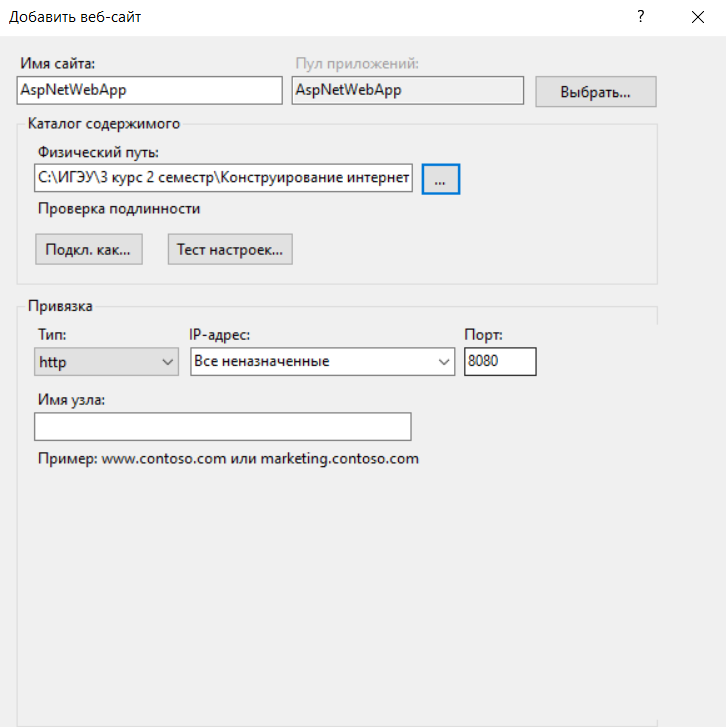 Добавить веб-сайт ?
Имя сайта: Пул приложений:
AspNetWebApp AspNetWebApp Выбрать...
Каталог содержимого
Физический путь:
C:\ИГЭУ\3 курс 2 семестр\Конструирование интернет ...
Проверка подлинности
Подкл. как... Тест настроек...
Привязка
Тип: IP-адрес: Порт:
http Все неназначенные 8080
Имя узла:
Пример: www.contoso.com или marketing.contoso.com